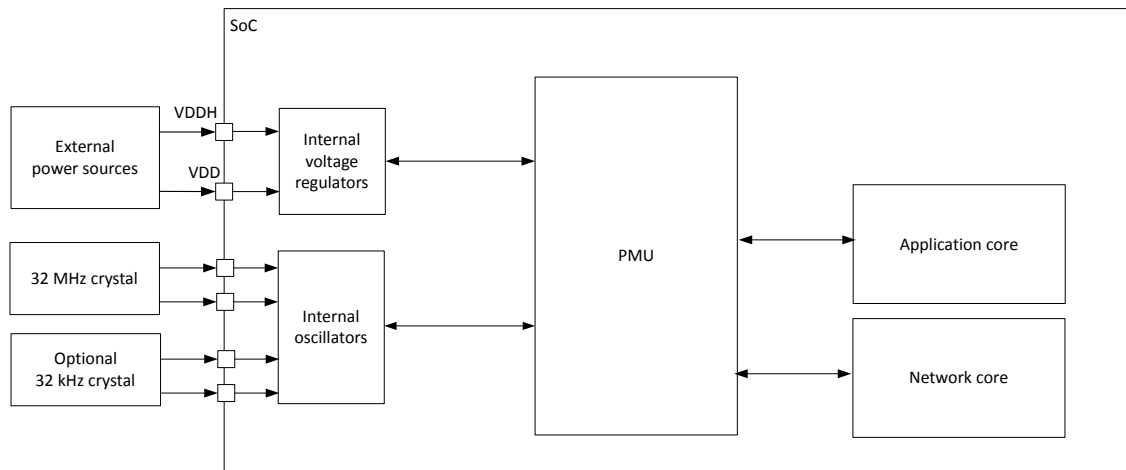 SoC
VDDH
External
power sources
VDD
Internal
voltage
regulators
32 MHz crystal
Optional
32 kHz crystal
Internal
oscillators
PMU
Application core
Network core